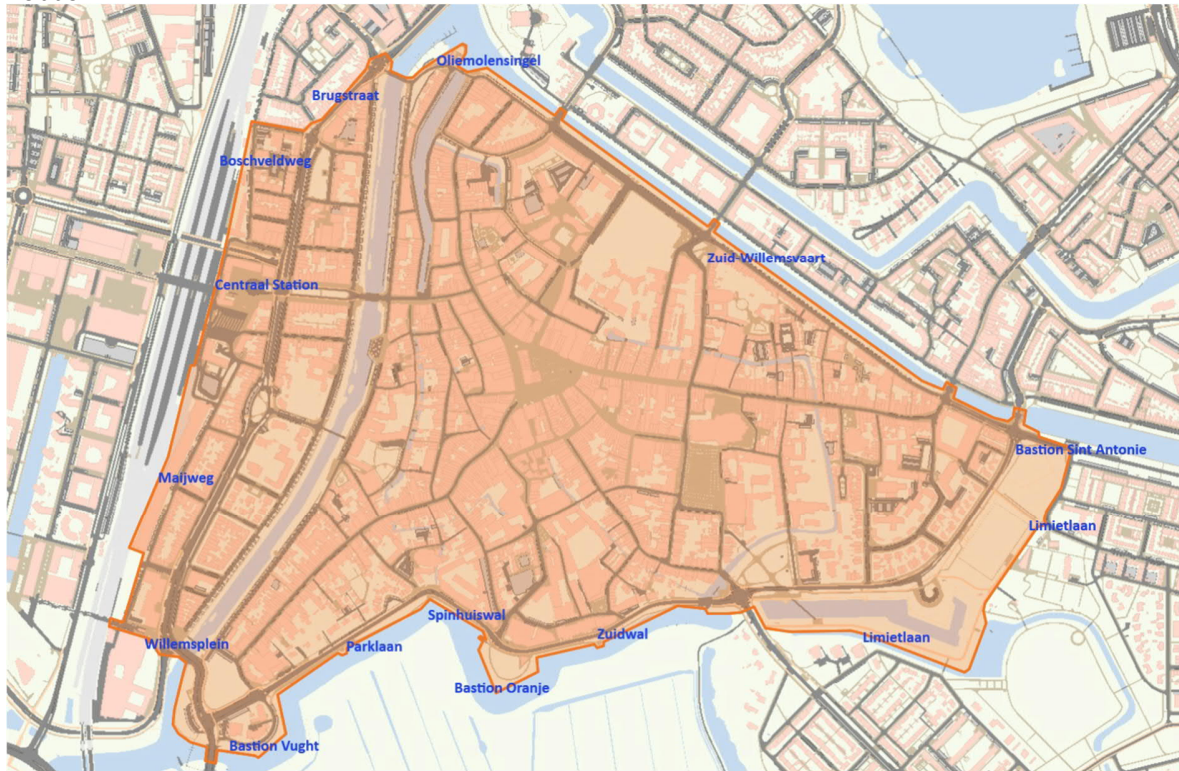 Oliemolensingel
Brugstraat
Boschveldweg
Zuid-Willemsvaart
Centraal Station
Bastion Sint Antonie
Maijweg
Limietlaan
Spinhuiswal
Zuidwal
Limietlaan
Willemsplein
Parklaan
Bastion Oranje
Bastion Vught